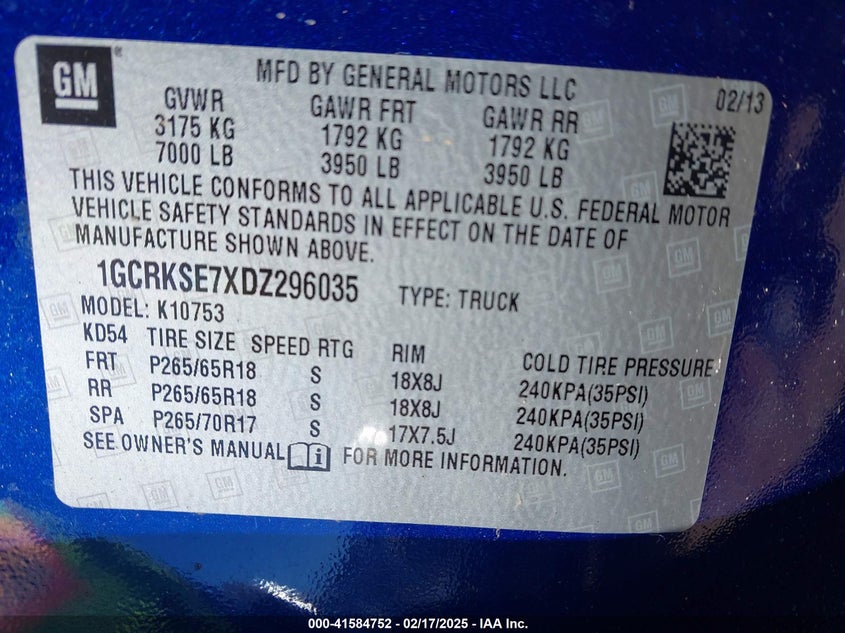 GM
MFD BY GENERAL MOTORS LLC
02/13
GVWR GAWR FRT GAWR RR
3175 KG 1792 KG 1792 KG
7000 LB 3950 LB 3950 LB
THIS VEHICLE CONFORMS TO ALL APPLICABLE U.S. FEDERAL MOTOR
VEHICLE SAFETY STANDARDS IN EFFECT ON THE DATE OF
MANUFACTURE SHOWN ABOVE.
1GCRKSE7XDZ296035 TYPE: TRUCK
MODEL: K10753
KD54 TIRE SIZE SPEED RTG RIM COLD TIRE PRESSURE
FRT P265/65R18 S 18X8J 240KPA(35PSI)
RR P265/65R18 S 18X8J 240KPA(35PSI)
SPA P265/70R17 S 17X7.5J 240KPA(35PSI)
SEE OWNER'S MANUAL i FOR MORE INFORMATION.
000-41584752 — 02/17/2025 - IAA Inc.